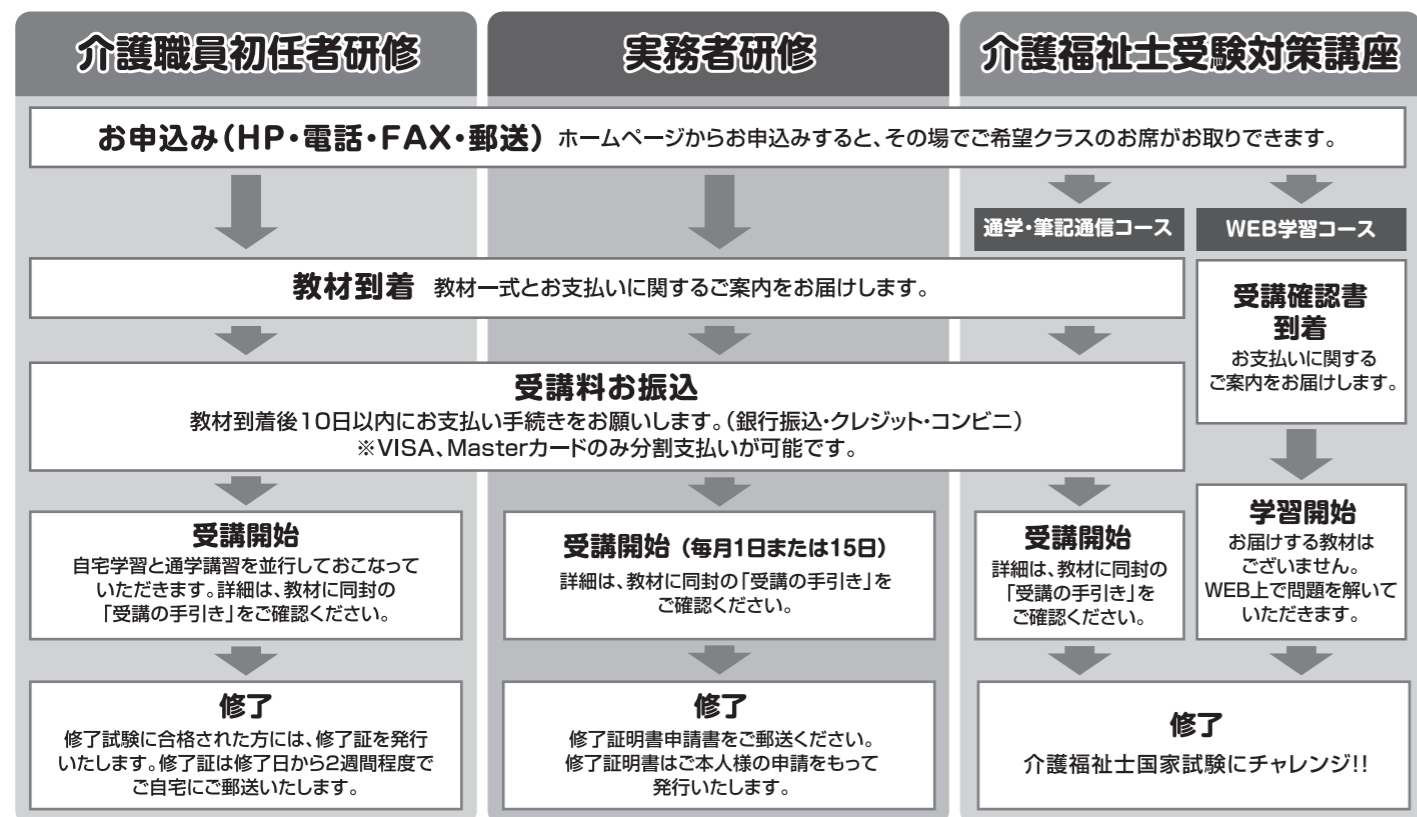 介護職員初任者研修
実務者研修
介護福祉士受験対策講座
お申込み（HP・電話・FAX・郵送） ホームページからお申込みすると、その場でご希望クラスのお席がお取りできます。
通学・筆記通信コース
WEB学習コース
教材到着 教材一式とお支払いに関するご案内をお届けします。
受講確認書
到着
お支払いに関する
ご案内をお届けします。
受講料お振込
教材到着後10日以内にお支払い手続きをお願いします。（銀行振込・クレジット・コンビニ）
※VISA、Masterカードのみ分割支払いが可能です。
受講開始
自宅学習と通学講習を並行しておこなって
いただきます。詳細は、教材に同封の
「受講の手引き」をご確認ください。
受講開始（毎月1日または15日）
詳細は、教材に同封の「受講の手引き」を
ご確認ください。
受講開始
詳細は、教材に同封の
「受講の手引き」を
ご確認ください。
学習開始
お届けする教材は
ございません。
WEB上で問題を解いて
いただきます。
修了
修了試験に合格された方には、修了証を発行
いたします。修了証は修了日から2週間程度で
ご自宅にご郵送いたします。
修了
修了証明書申請書をご郵送ください。
修了証明書はご本人様の申請をもって
発行いたします。
修了
介護福祉士国家試験にチャレンジ!!